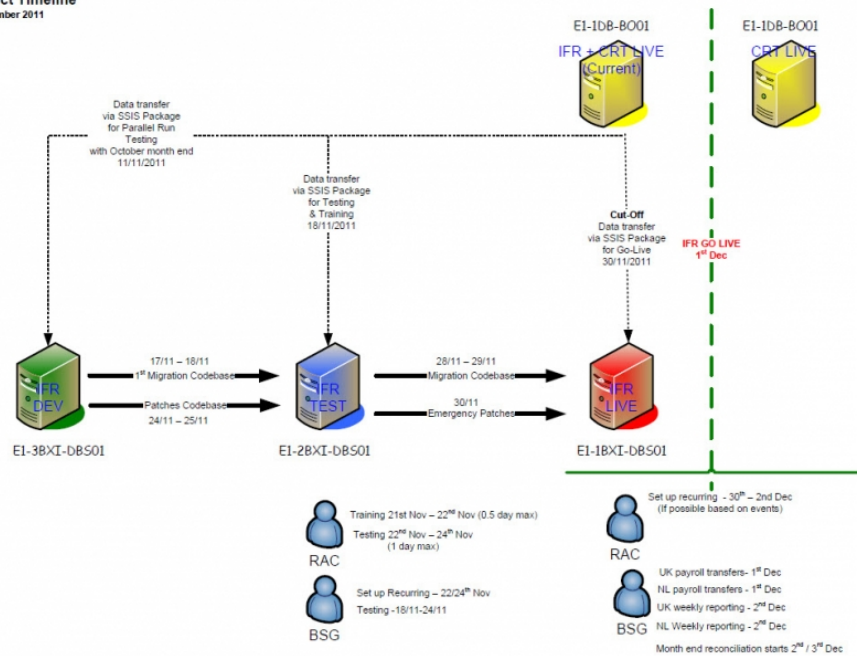 Timeline
mber 2011
E1-1DB-BO01
IFR + CRT LIVE
(Current)
E1-1DB-BO01
CRT LIVE
Data transfer
via SSIS Package
for Parallel Run
Testing
with October month end
11/11/2011
Data transfer
via SSIS Package
for Testing
& Training
18/11/2011
Cut-Off
Data transfer
via SSIS Package
for Go-Live
30/11/2011
IFR GO LIVE
1st Dec
IFR
DEV
E1-3BXI-DBS01
17/11 – 18/11
1st Migration Codebase
Patches Codebase
24/11 – 25/11
IFR
TEST
E1-2BXI-DBS01
28/11 – 29/11
Migration Codebase
30/11
Emergency Patches
IFR
LIVE
E1-1BXI-DBS01
Training 21st Nov – 22nd Nov (0.5 day max)
Testing 22nd Nov – 24th Nov
(1 day max)
RAC
Set up Recurring – 22/24th Nov
Testing -18/11-24/11
BSG
Set up recurring - 30th – 2nd Dec
(If possible based on events)
RAC
UK payroll transfers- 1st Dec
NL payroll transfers - 1st Dec
UK weekly reporting - 2nd Dec
NL Weekly reporting - 2nd Dec
BSG
Month end reconciliation starts 2nd / 3rd Dec